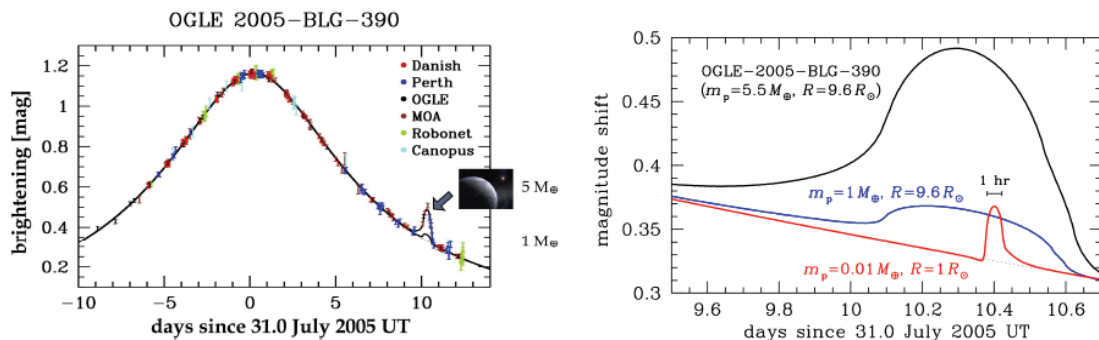 OGLE 2005-BLG-390
brightening [mag]
1.2
1
0.8
0.6
0.4
0.2
Danish
Perth
OGLE
MOA
Robonet
Canopus
5 M⊕
1 M⊕
−10 −5 0 5 10
days since 31.0 July 2005 UT
magnitude shift
0.5
0.45
0.4
0.35
0.3
OGLE-2005-BLG-390
(mp=5.5 M⊕, R=9.6 R⊙)
1 hr
mp=1 M⊕, R=9.6 R⊙
mp=0.01 M⊕, R=1 R⊙
9.6 9.8 10 10.2 10.4 10.6
days since 31.0 July 2005 UT